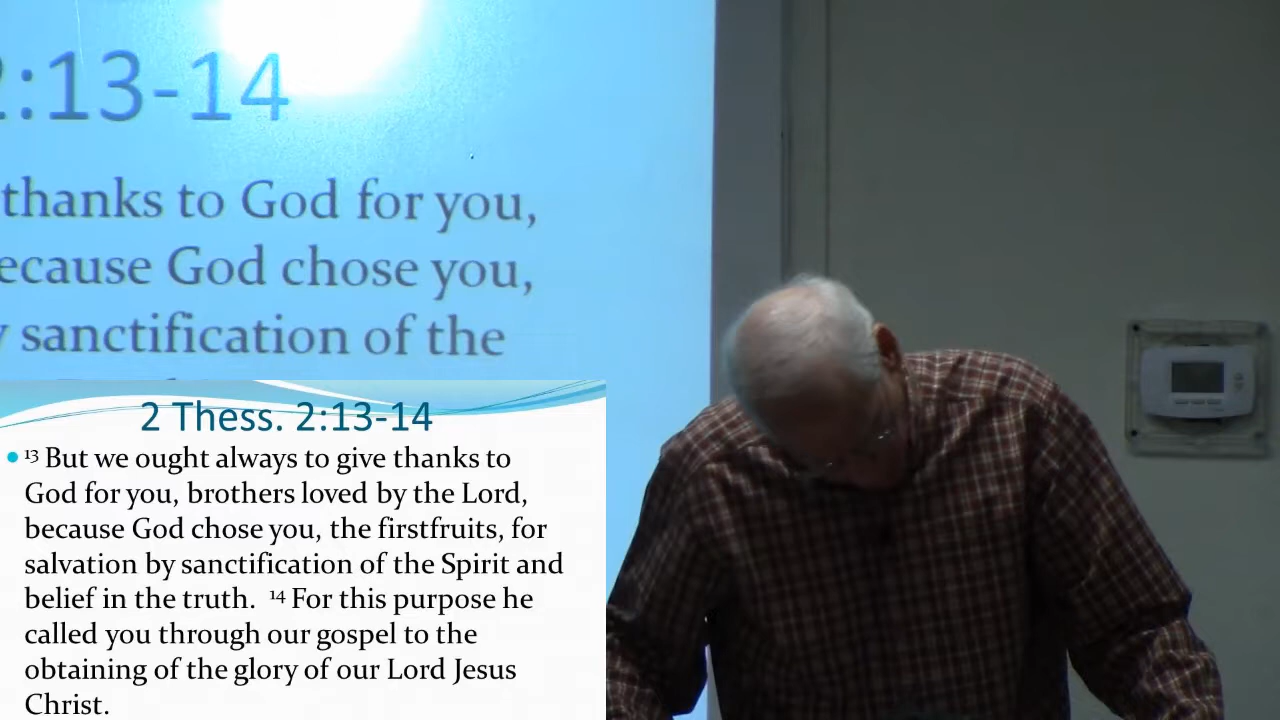 2:13-14
thanks to God for you,
ecause God chose you,
y sanctification of the
2 Thess. 2:13-14
• 13 But we ought always to give thanks to
God for you, brothers loved by the Lord,
because God chose you, the firstfruits, for
salvation by sanctification of the Spirit and
belief in the truth. 14 For this purpose he
called you through our gospel to the
obtaining of the glory of our Lord Jesus
Christ.